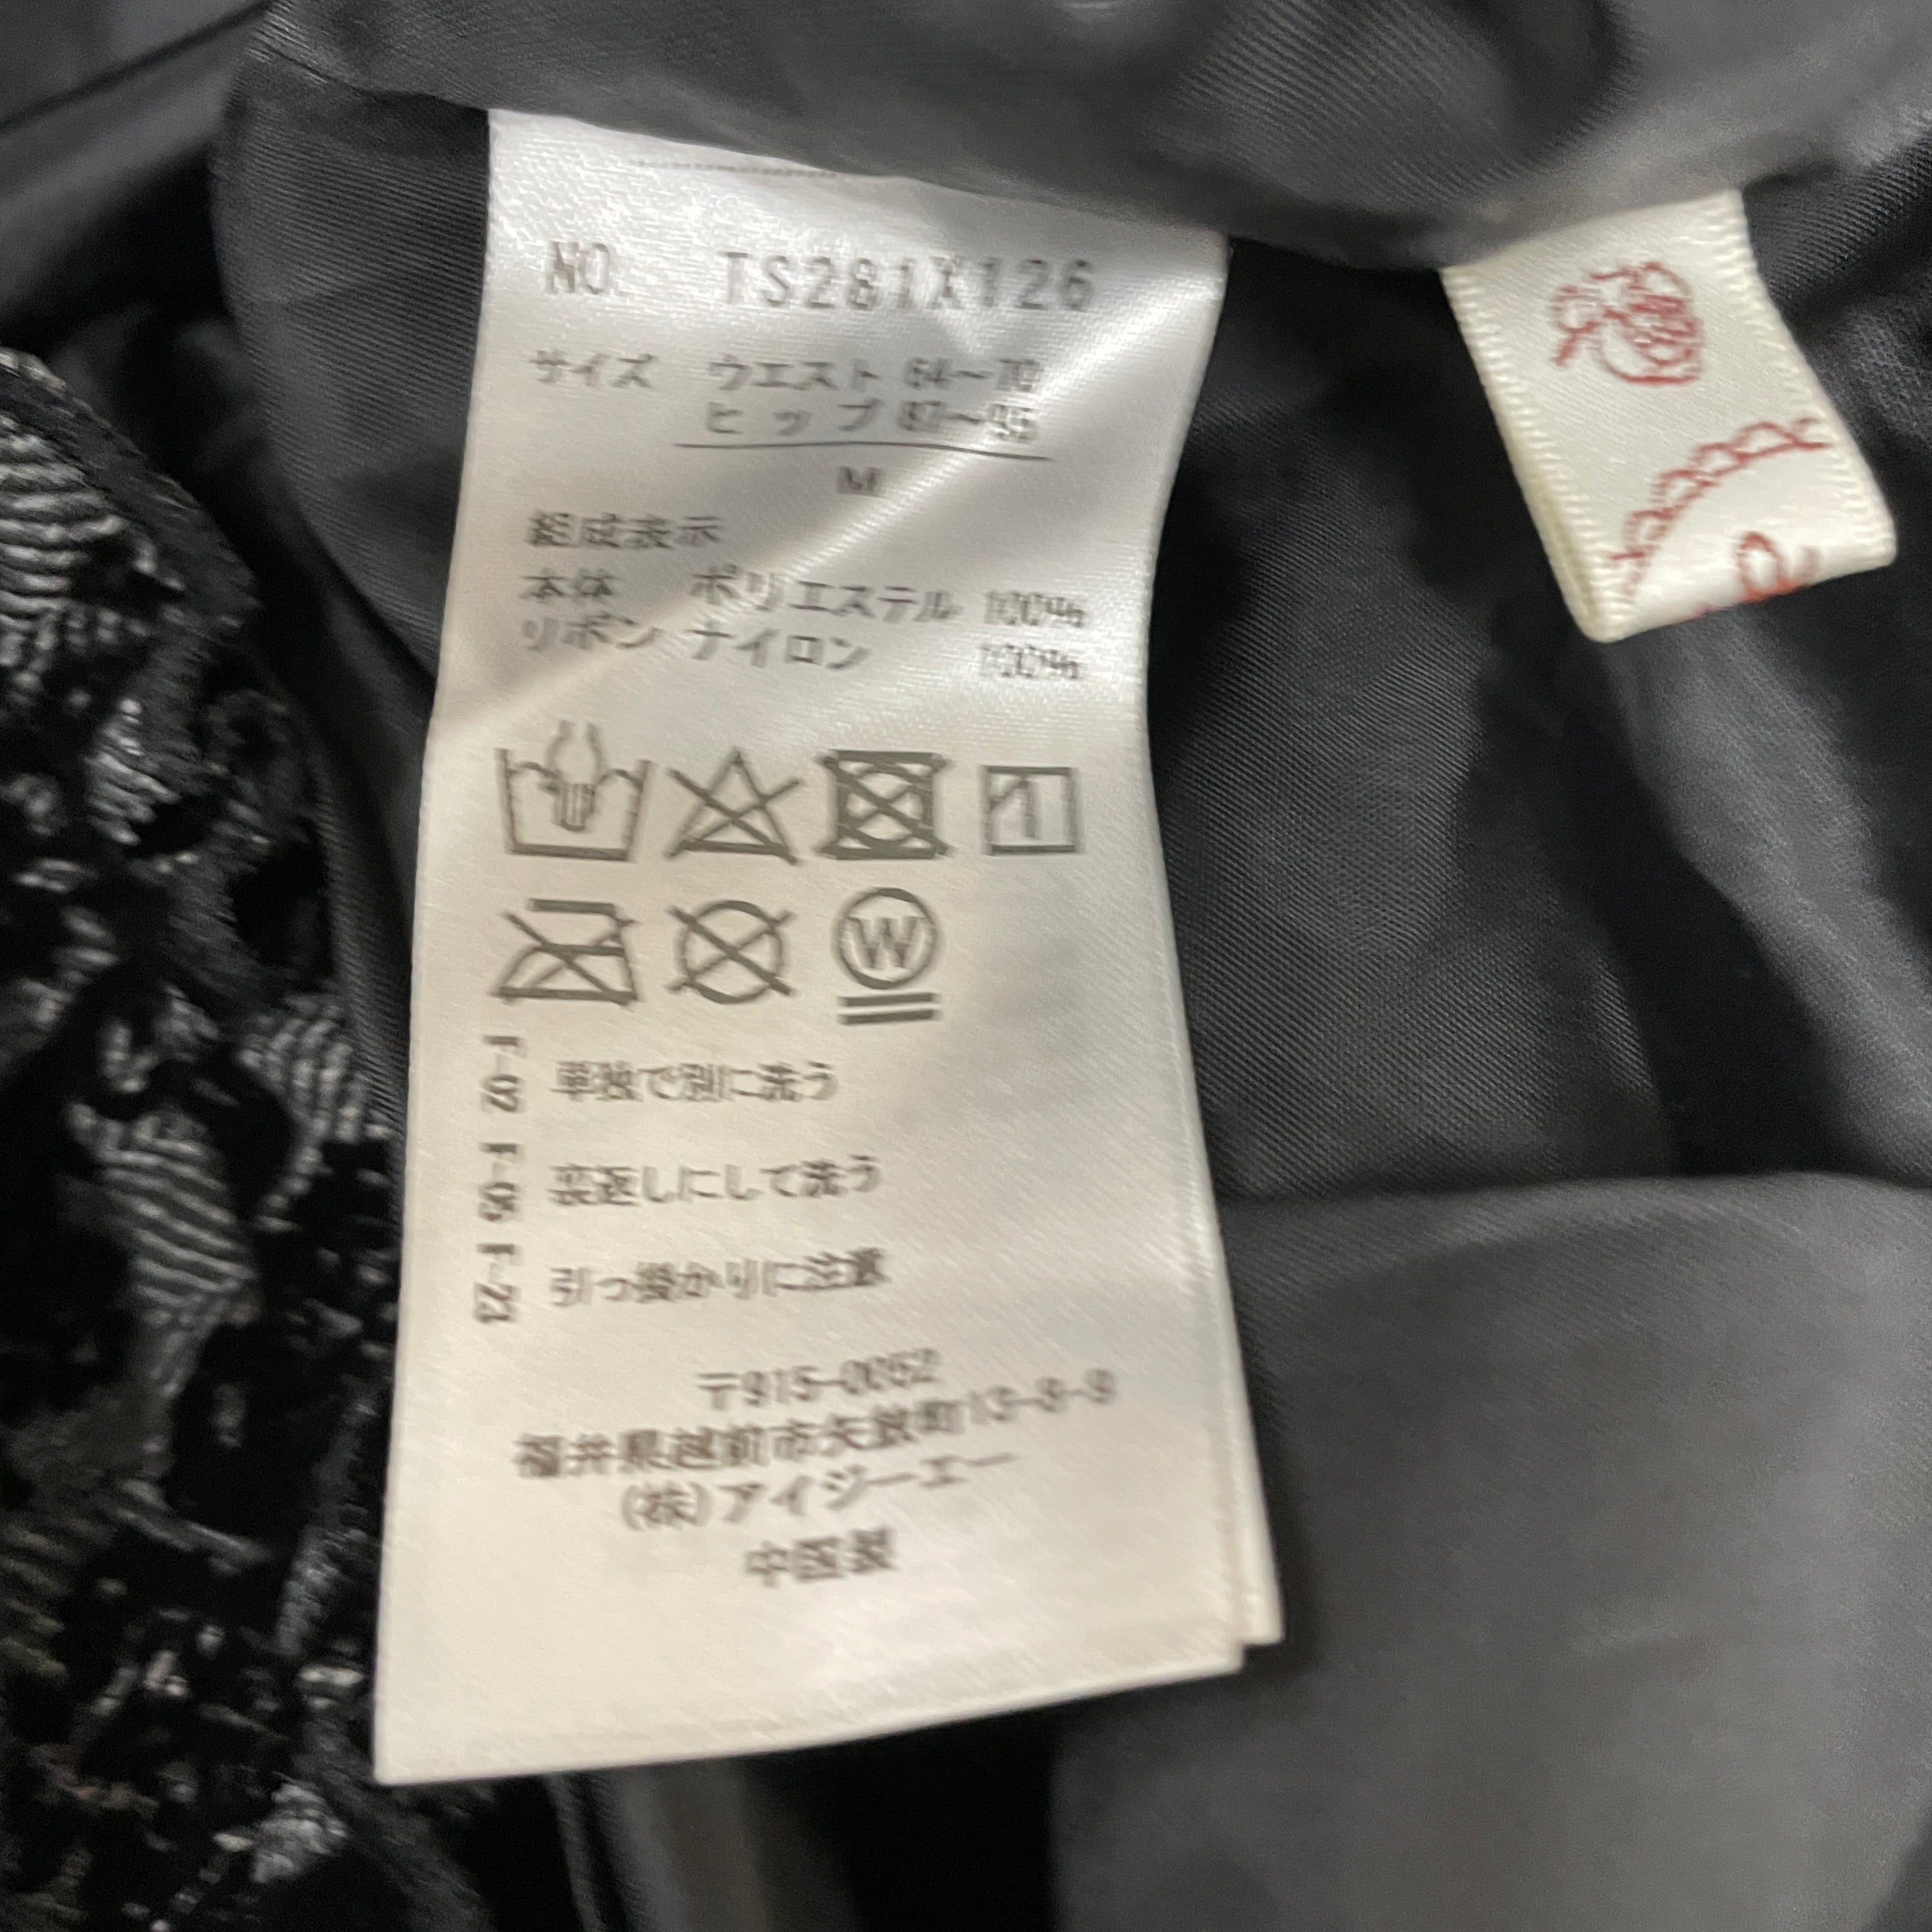 NO. TS281X126
サイズ ウエスト 64～70
ヒップ 87～95
M
組成表示
本体 ポリエステル 100%
リボン ナイロン 100%
W
F-02 単独で別に洗う
F-05 裏返しにして洗う
F-23 引っ掛かりに注意
〒915-0052
福井県越前市矢放町13-8-9
(株)アイジーエー
中国製